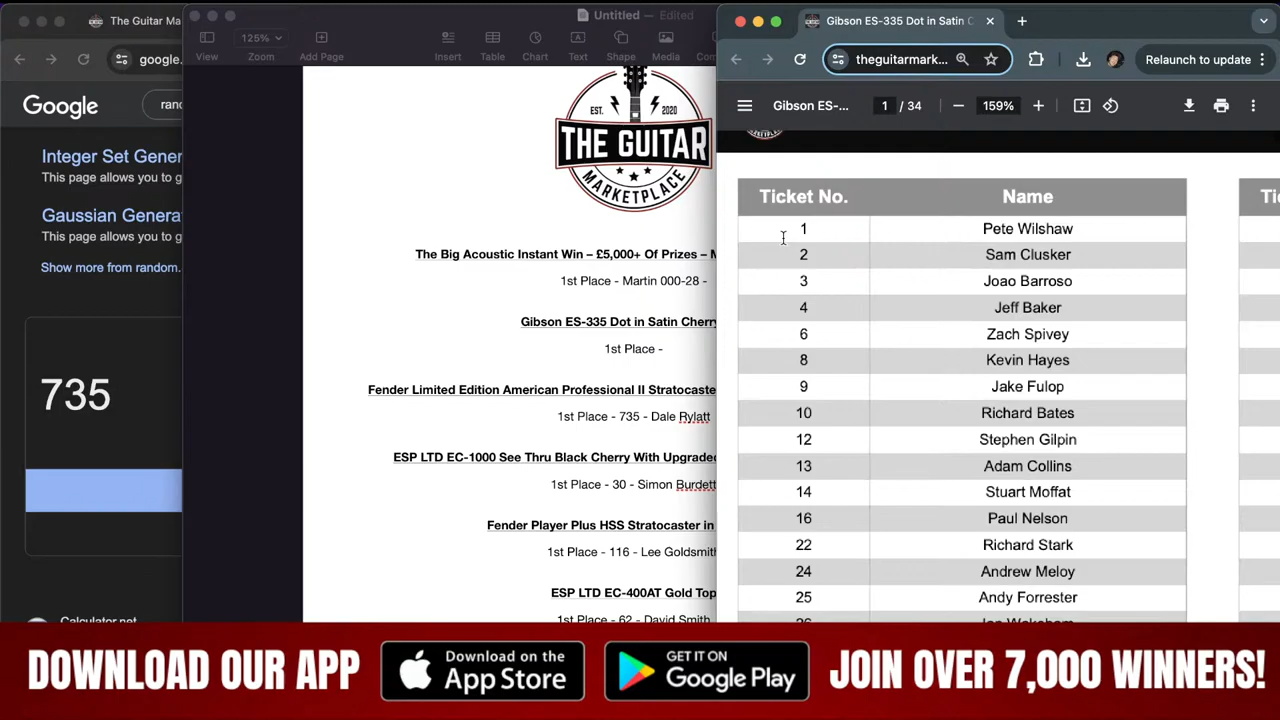 The Guitar Ma
google.
Google
rand
Integer Set Gener
This page allows you to g
Gaussian Generat
This page allows you to g
Show more from random.
735
Calculator.net
Untitled — Edited
125%
View
Zoom
Add Page
Insert
Table
Chart
Text
Shape
Media
EST. 2020
THE GUITAR
MARKETPLACE
The Big Acoustic Instant Win – £5,000+ Of Prizes – M
1st Place - Martin 000-28 -
Gibson ES-335 Dot in Satin Cherry
1st Place -
Fender Limited Edition American Professional II Stratocaster
1st Place - 735 - Dale Rylatt
ESP LTD EC-1000 See Thru Black Cherry With Upgraded
1st Place - 30 - Simon Burdett
Fender Player Plus HSS Stratocaster in
1st Place - 116 - Lee Goldsmith
ESP LTD EC-400AT Gold Top
1st Place - 62 - David Smith
Gibson ES-335 Dot in Satin C
theguitarmark...
Relaunch to update
Gibson ES-...
1 / 34
159%
Ticket No. Name
1 Pete Wilshaw
2 Sam Clusker
3 Joao Barroso
4 Jeff Baker
6 Zach Spivey
8 Kevin Hayes
9 Jake Fulop
10 Richard Bates
12 Stephen Gilpin
13 Adam Collins
14 Stuart Moffat
16 Paul Nelson
22 Richard Stark
24 Andrew Meloy
25 Andy Forrester
Ti
DOWNLOAD OUR APP
Download on the
App Store
GET IT ON
Google Play
JOIN OVER 7,000 WINNERS!